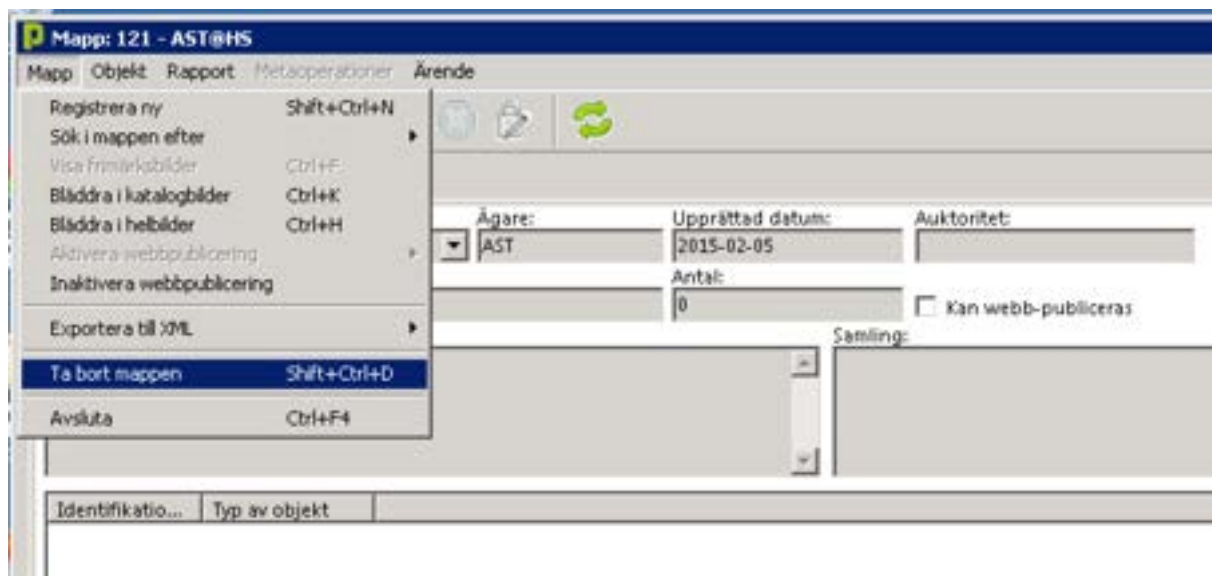 Mapp: 121 - AST@HS
Mapp Objekt Rapport Metaoperationer Ärende
Registrera ny Shift+Ctrl+N
Sök i mappen efter
Visa frimärksbilder Ctrl+F
Bläddra i katalogbilder Ctrl+K
Bläddra i helbilder Ctrl+H
Aktivera webbpublicering
Inaktivera webbpublicering
Exportera till XML
Ta bort mappen Shift+Ctrl+D
Avsluta Ctrl+F4
Ägare: Upprättad datum: Auktoritet:
AST 2015-02-05
Antal:
0 Kan webb-publiceras
Samling:
Identifikatio... Typ av objekt